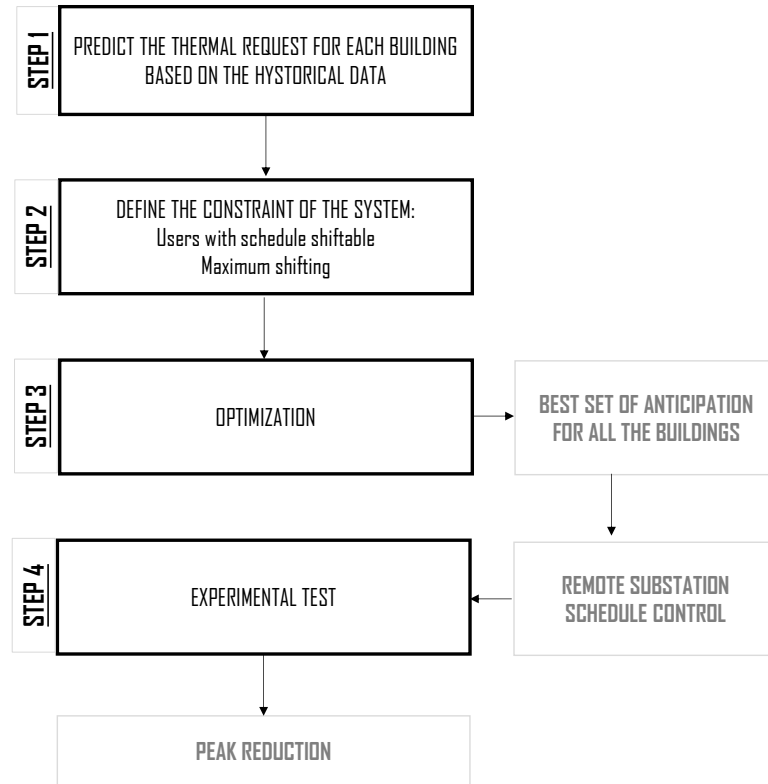 STEP 1
PREDICT THE THERMAL REQUEST FOR EACH BUILDING
BASED ON THE HYSTORICAL DATA
STEP 2
DEFINE THE CONSTRAINT OF THE SYSTEM:
Users with schedule shiftable
Maximum shifting
STEP 3
OPTIMIZATION
BEST SET OF ANTICIPATION
FOR ALL THE BUILDINGS
STEP 4
EXPERIMENTAL TEST
REMOTE SUBSTATION
SCHEDULE CONTROL
PEAK REDUCTION